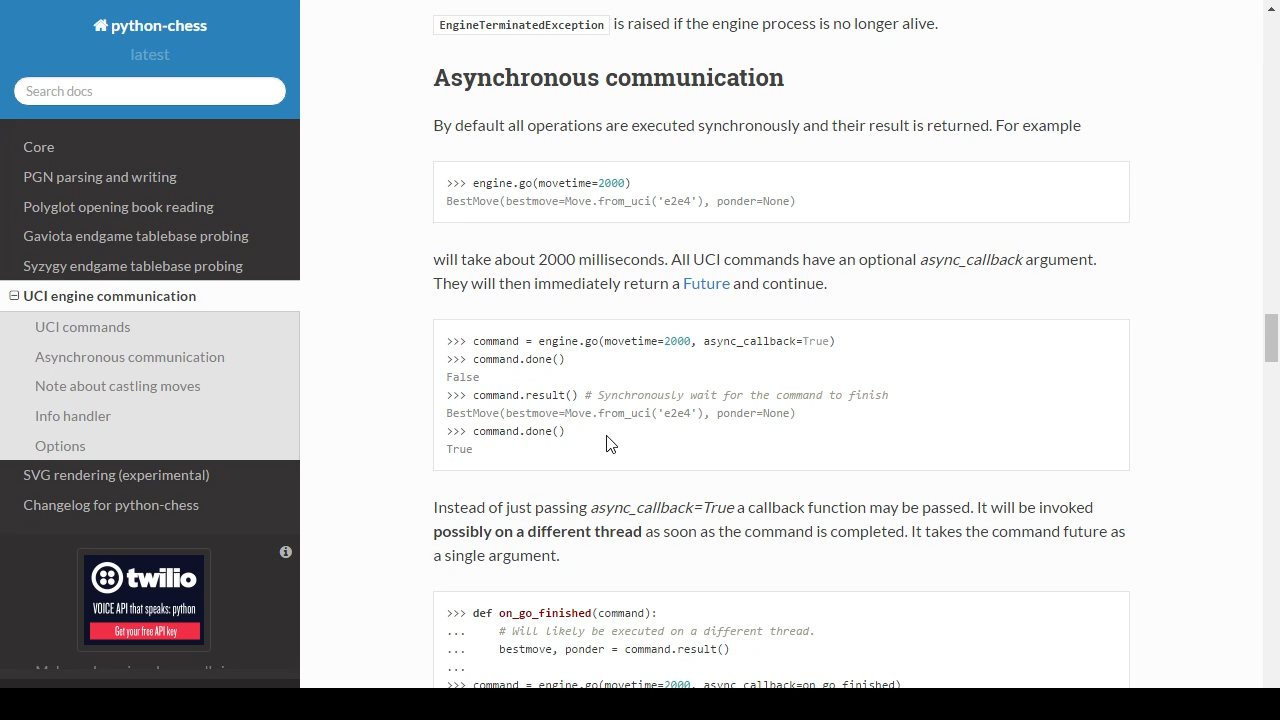 python-chess
latest
Search docs
Core
PGN parsing and writing
Polyglot opening book reading
Gaviota endgame tablebase probing
Syzygy endgame tablebase probing
UCI engine communication
UCI commands
Asynchronous communication
Note about castling moves
Info handler
Options
SVG rendering (experimental)
Changelog for python-chess
twilio
VOICE API that speaks: python
Get your free API key
EngineTerminatedException is raised if the engine process is no longer alive.
Asynchronous communication
By default all operations are executed synchronously and their result is returned. For example
>>> engine.go(movetime=2000)
BestMove(bestmove=Move.from_uci('e2e4'), ponder=None)
will take about 2000 milliseconds. All UCI commands have an optional async_callback argument.
They will then immediately return a Future and continue.
>>> command = engine.go(movetime=2000, async_callback=True)
>>> command.done()
False
>>> command.result() # Synchronously wait for the command to finish
BestMove(bestmove=Move.from_uci('e2e4'), ponder=None)
>>> command.done()
True
Instead of just passing async_callback=True a callback function may be passed. It will be invoked
possibly on a different thread as soon as the command is completed. It takes the command future as
a single argument.
>>> def on_go_finished(command):
...     # Will likely be executed on a different thread.
...     bestmove, ponder = command.result()
...
>>> command = engine.go(movetime=2000, async_callback=on_go_finished)